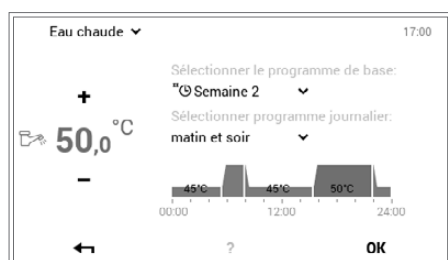 Eau chaude
17:00
Sélectionner le programme de base:
Semaine 2
Sélectionner programme journalier:
matin et soir
+
50,0 °C
−
45°C 45°C 50°C
00:00 12:00 24:00
? OK